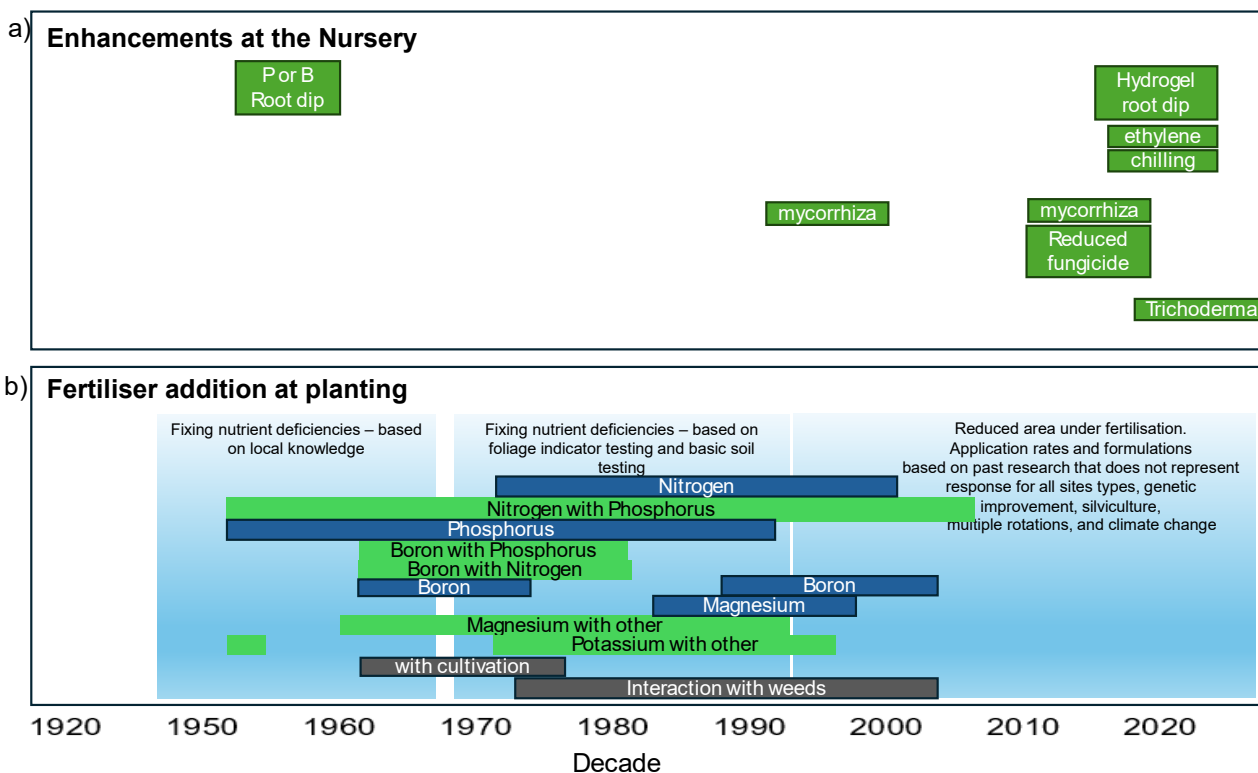 a)
Enhancements at the Nursery
P or B
Root dip
Hydrogel
root dip
ethylene
chilling
mycorrhiza
mycorrhiza
Reduced
fungicide
Trichoderma
b)
Fertiliser addition at planting
Fixing nutrient deficiencies – based
on local knowledge
Fixing nutrient deficiencies – based on
foliage indicator testing and basic soil
testing
Reduced area under fertilisation.
Application rates and formulations
based on past research that does not represent
response for all sites types, genetic
improvement, silviculture,
multiple rotations, and climate change
Nitrogen
Nitrogen with Phosphorus
Phosphorus
Boron with Phosphorus
Boron with Nitrogen
Boron
Boron
Magnesium
Magnesium with other
Potassium with other
with cultivation
Interaction with weeds
1920 1950 1960 1970 1980 1990 2000 2010 2020
Decade